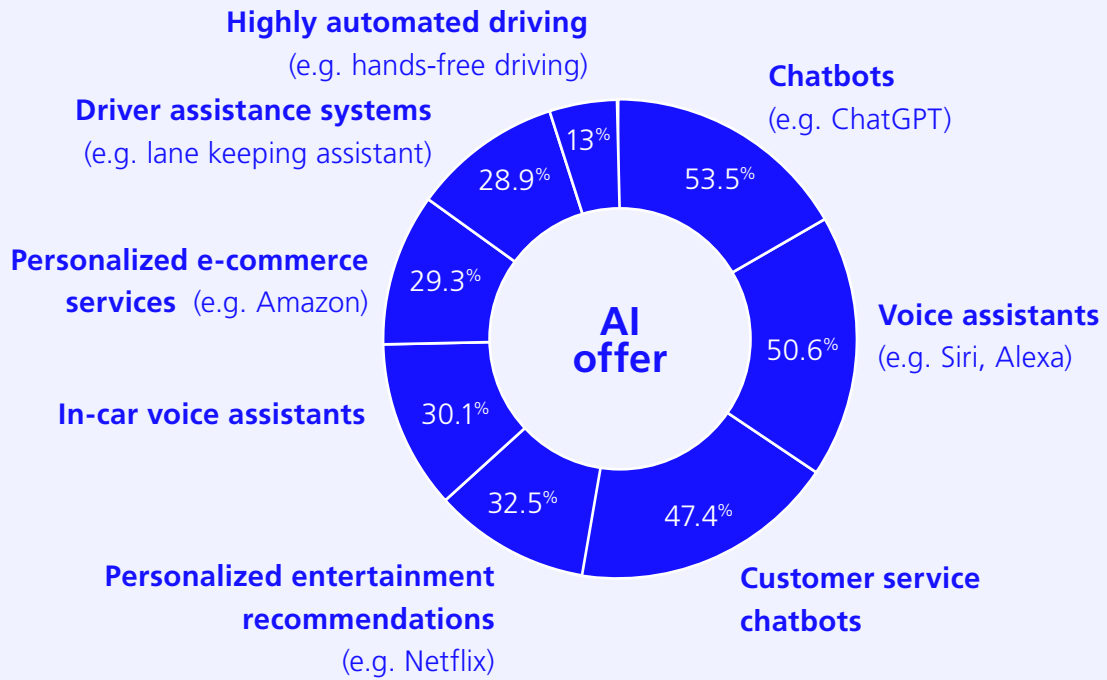 Highly automated driving
(e.g. hands-free driving)
Chatbots
(e.g. ChatGPT)
Driver assistance systems
(e.g. lane keeping assistant)
13%
28.9%
53.5%
Personalized e-commerce
services (e.g. Amazon)
29.3%
AI
offer
Voice assistants
(e.g. Siri, Alexa)
50.6%
In-car voice assistants
30.1%
32.5%
47.4%
Personalized entertainment
recommendations
(e.g. Netflix)
Customer service
chatbots